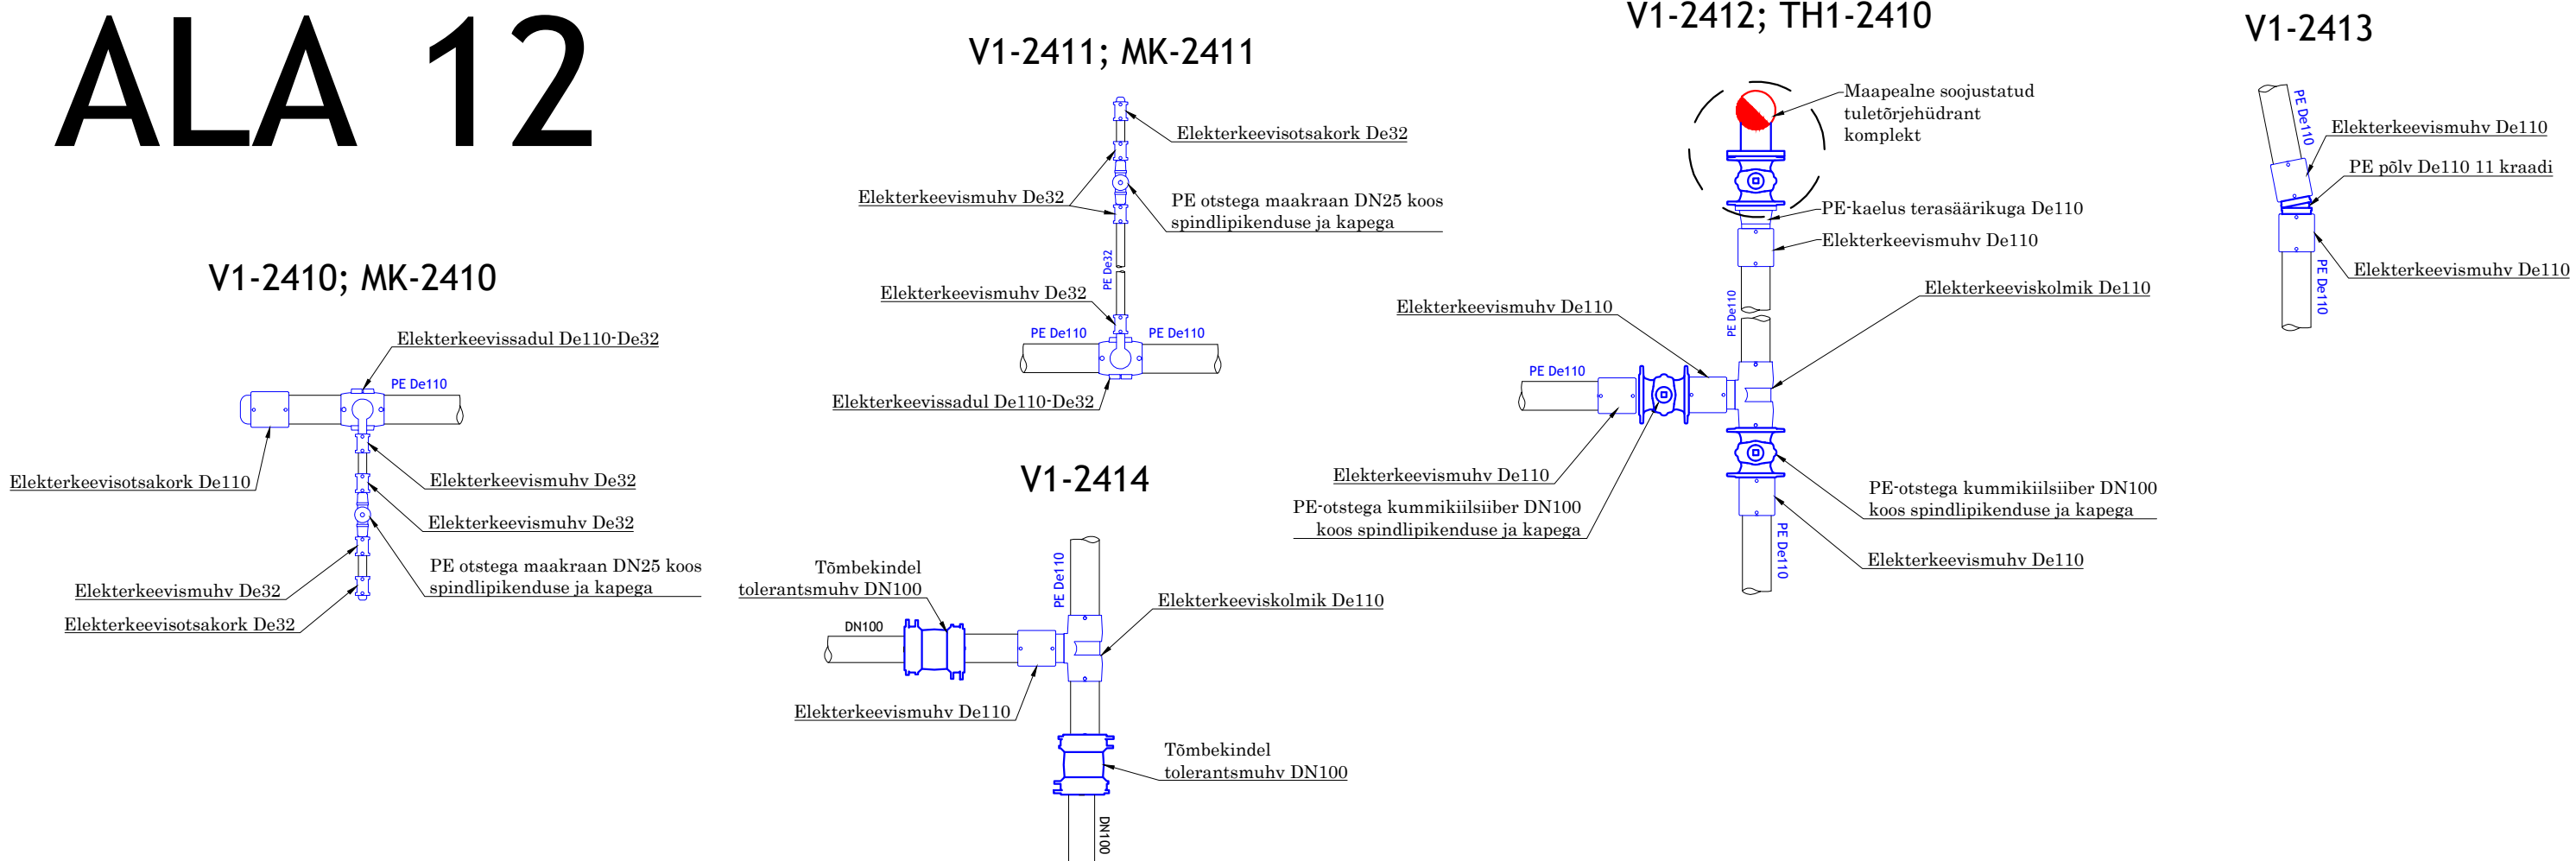 ALA 12
V1-2410; MK-2410
Elekterkeevissadul De110-De32
PE De110
Elekterkeevisotsakork De110
Elekterkeevismuhv De32
Elekterkeevismuhv De32
PE otstega maakraan DN25 koos
spindlipikenduse ja kapega
Elekterkeevismuhv De32
Elekterkeevisotsakork De32
V1-2411; MK-2411
Elekterkeevisotsakork De32
Elekterkeevismuhv De32
PE otstega maakraan DN25 koos
spindlipikenduse ja kapega
PE De32
Elekterkeevismuhv De32
PE De110
PE De110
Elekterkeevissadul De110-De32
V1-2414
Tõmbekindel
tolerantsmuhv DN100
PE De110
Elekterkeeviskolmik De110
DN100
Elekterkeevismuhv De110
Tõmbekindel
tolerantsmuhv DN100
DN100
V1-2412; TH1-2410
Maapealne soojustatud
tuletõrjehüdrant
komplekt
PE-kaelus terasäärikuga De110
Elekterkeevismuhv De110
PE De110
Elekterkeeviskolmik De110
Elekterkeevismuhv De110
PE De110
Elekterkeevismuhv De110
PE-otstega kummikiilsiiber DN100
koos spindlipikenduse ja kapega
PE-otstega kummikiilsiiber DN100
koos spindlipikenduse ja kapega
Elekterkeevismuhv De110
PE De110
V1-2413
PE De110
Elekterkeevismuhv De110
PE põlv De110 11 kraadi
Elekterkeevismuhv De110
PE De110